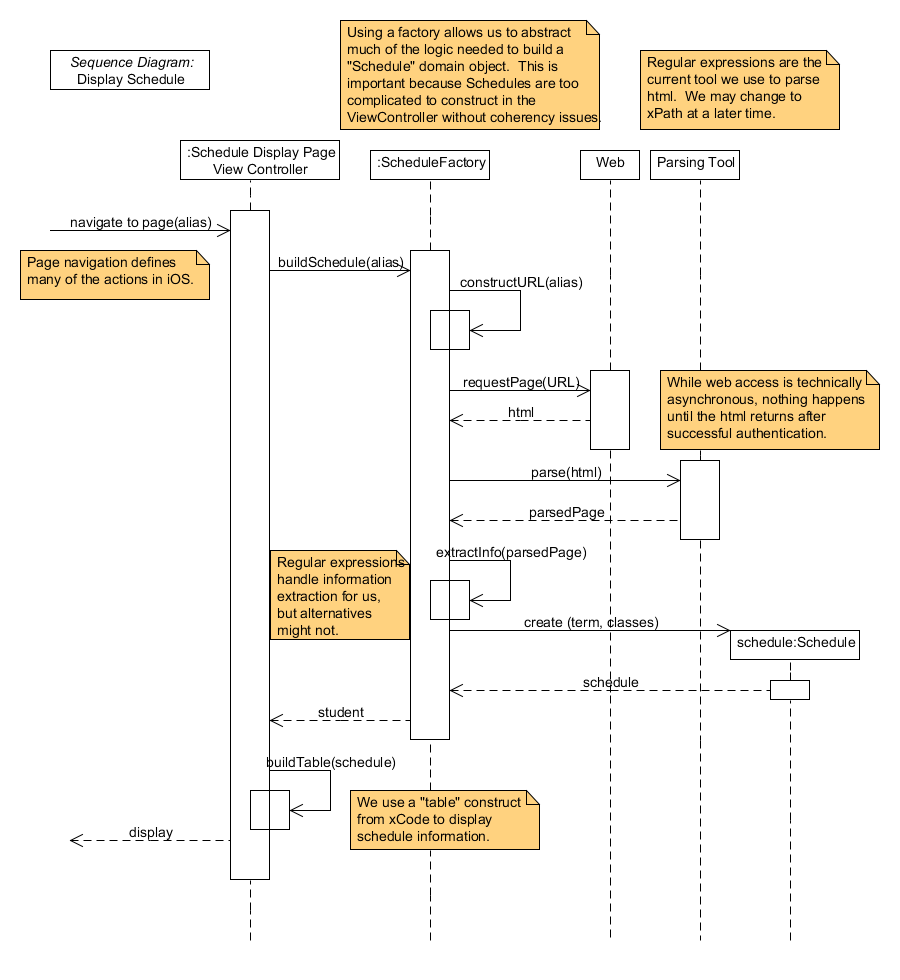 Sequence Diagram:
Display Schedule
Using a factory allows us to abstract
much of the logic needed to build a
"Schedule" domain object.  This is
important because Schedules are too
complicated to construct in the
ViewController without coherency issues.
Regular expressions are the
current tool we use to parse
html.  We may change to
xPath at a later time.
:Schedule Display Page
View Controller
:ScheduleFactory
Web
Parsing Tool
navigate to page(alias)
Page navigation defines
many of the actions in iOS.
buildSchedule(alias)
constructURL(alias)
requestPage(URL)
html
While web access is technically
asynchronous, nothing happens
until the html returns after
successful authentication.
parse(html)
parsedPage
extractInfo(parsedPage)
Regular expressions
handle information
extraction for us,
but alternatives
might not.
create (term, classes)
schedule:Schedule
schedule
student
buildTable(schedule)
We use a "table" construct
from xCode to display
schedule information.
display